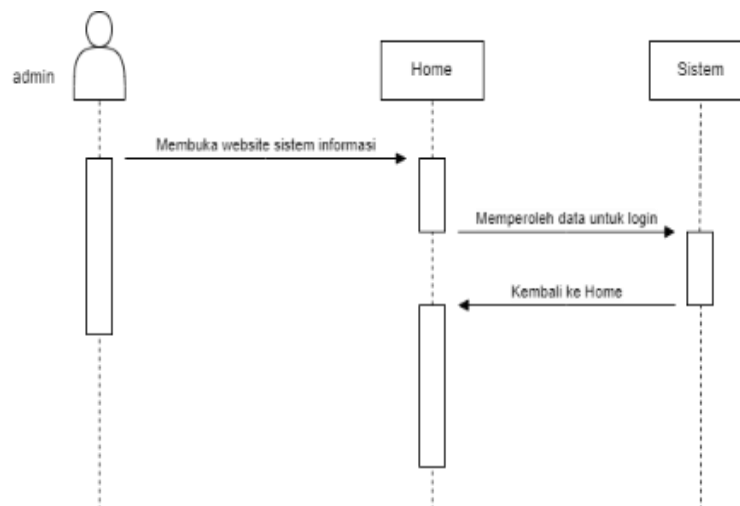 admin
Home
Sistem
Membuka website sistem informasi
Memperoleh data untuk login
Kembali ke Home